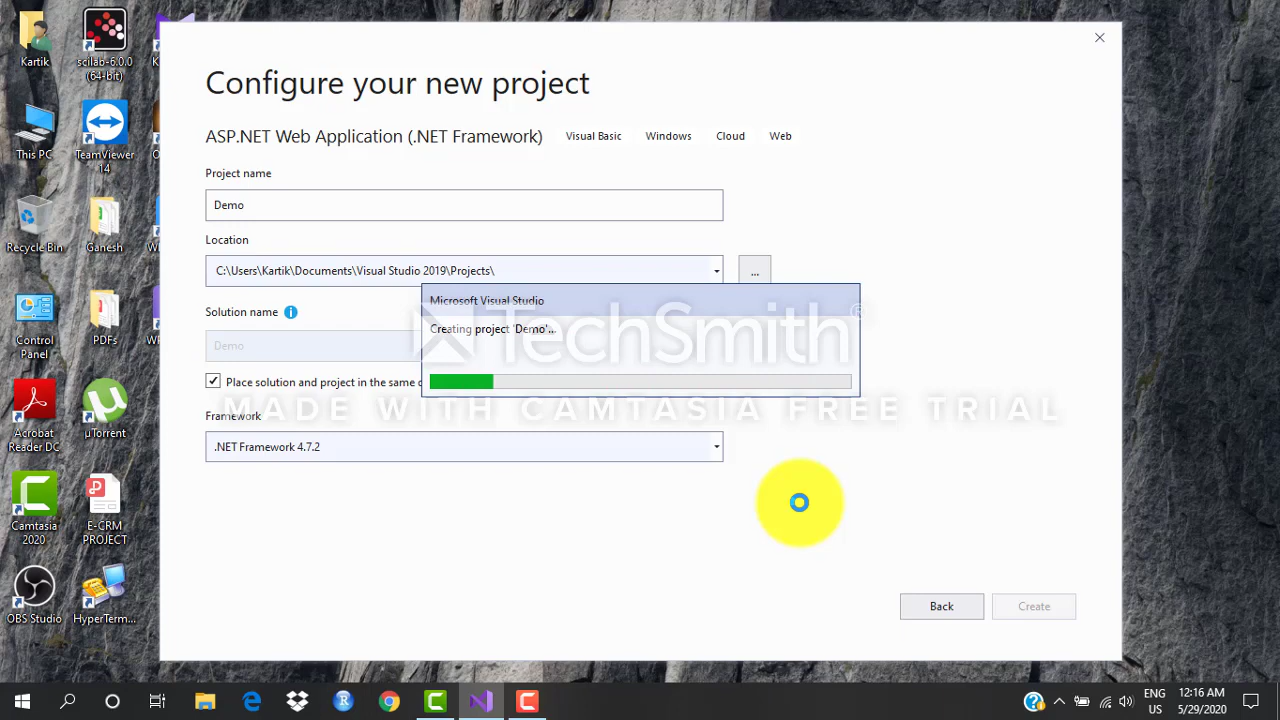 Kartik
scilab-6.0.0
(64-bit)
This PC
TeamViewer
14
Recycle Bin
Ganesh
Control
Panel
PDFs
Acrobat
Reader DC
µTorrent
Camtasia
2020
E-CRM
PROJECT
OBS Studio
HyperTerm...
Configure your new project
ASP.NET Web Application (.NET Framework) Visual Basic Windows Cloud Web
Project name
Demo
Location
C:\Users\Kartik\Documents\Visual Studio 2019\Projects\
...
Solution name
Demo
Place solution and project in the same
Framework
.NET Framework 4.7.2
Microsoft Visual Studio
Creating project 'Demo'...
TechSmith®
MADE WITH CAMTASIA FREE TRIAL
Back
Create
ENG
US
12:16 AM
5/29/2020